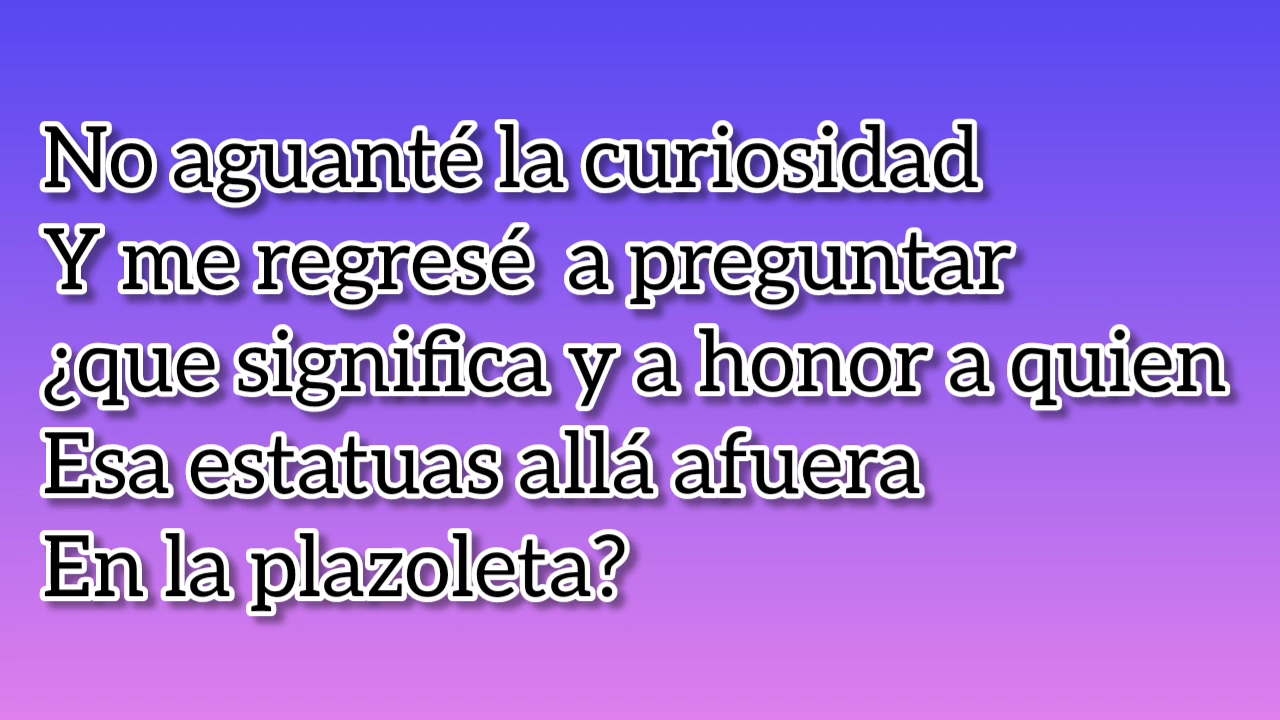 No aguanté la curiosidad
Y me regresé  a preguntar
¿que significa y a honor a quien
Esa estatuas allá afuera
En la plazoleta?